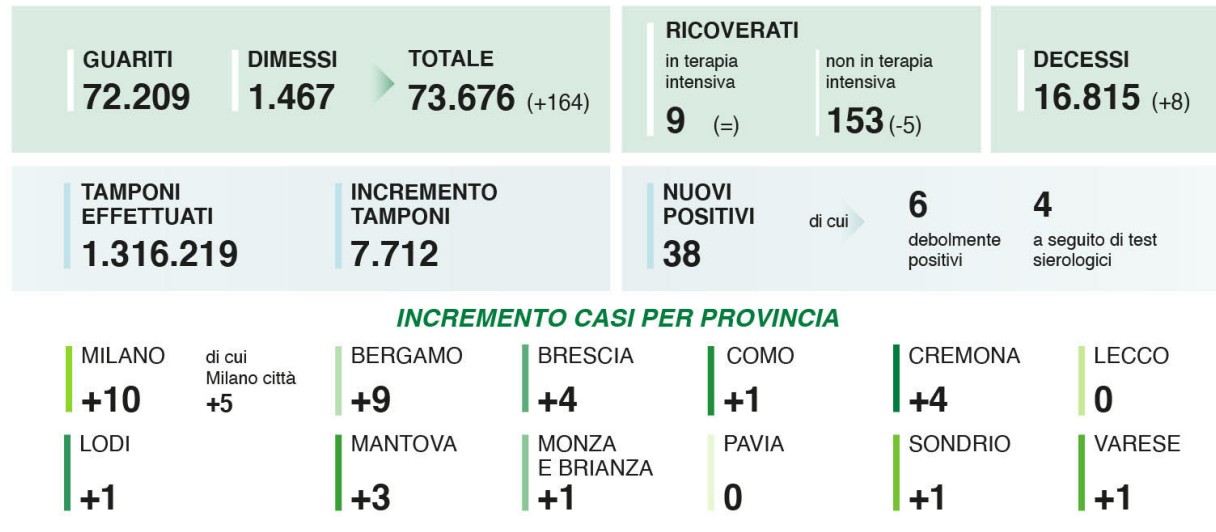 GUARITI
72.209
DIMESSI
1.467
TOTALE
73.676 (+164)
RICOVERATI
in terapia
intensiva
9 (=)
non in terapia
intensiva
153 (-5)
DECESSI
16.815 (+8)
TAMPONI
EFFETTUATI
1.316.219
INCREMENTO
TAMPONI
7.712
NUOVI
POSITIVI
38
di cui
6
debolmente
positivi
4
a seguito di test
sierologici
INCREMENTO CASI PER PROVINCIA
MILANO
+10
di cui
Milano città
+5
BERGAMO
+9
BRESCIA
+4
COMO
+1
CREMONA
+4
LECCO
0
LODI
+1
MANTOVA
+3
MONZA
E BRIANZA
+1
PAVIA
0
SONDRIO
+1
VARESE
+1